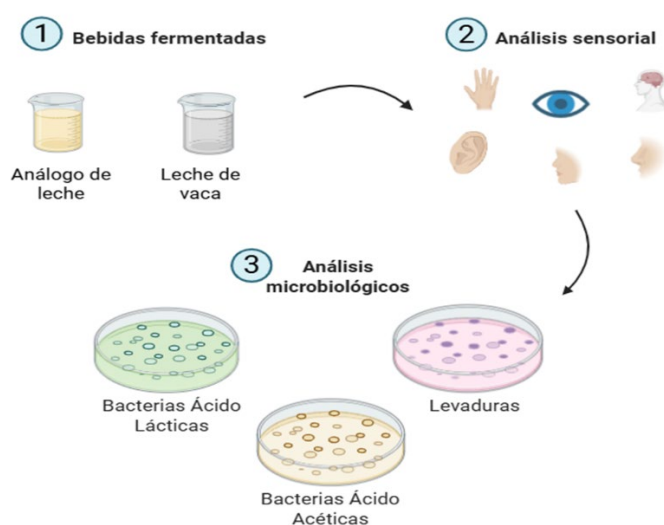 1 Bebidas fermentadas
Análogo de
leche
Leche de
vaca
2 Análisis sensorial
3 Análisis
microbiológicos
Bacterias Ácido
Lácticas
Bacterias Ácido
Acéticas
Levaduras